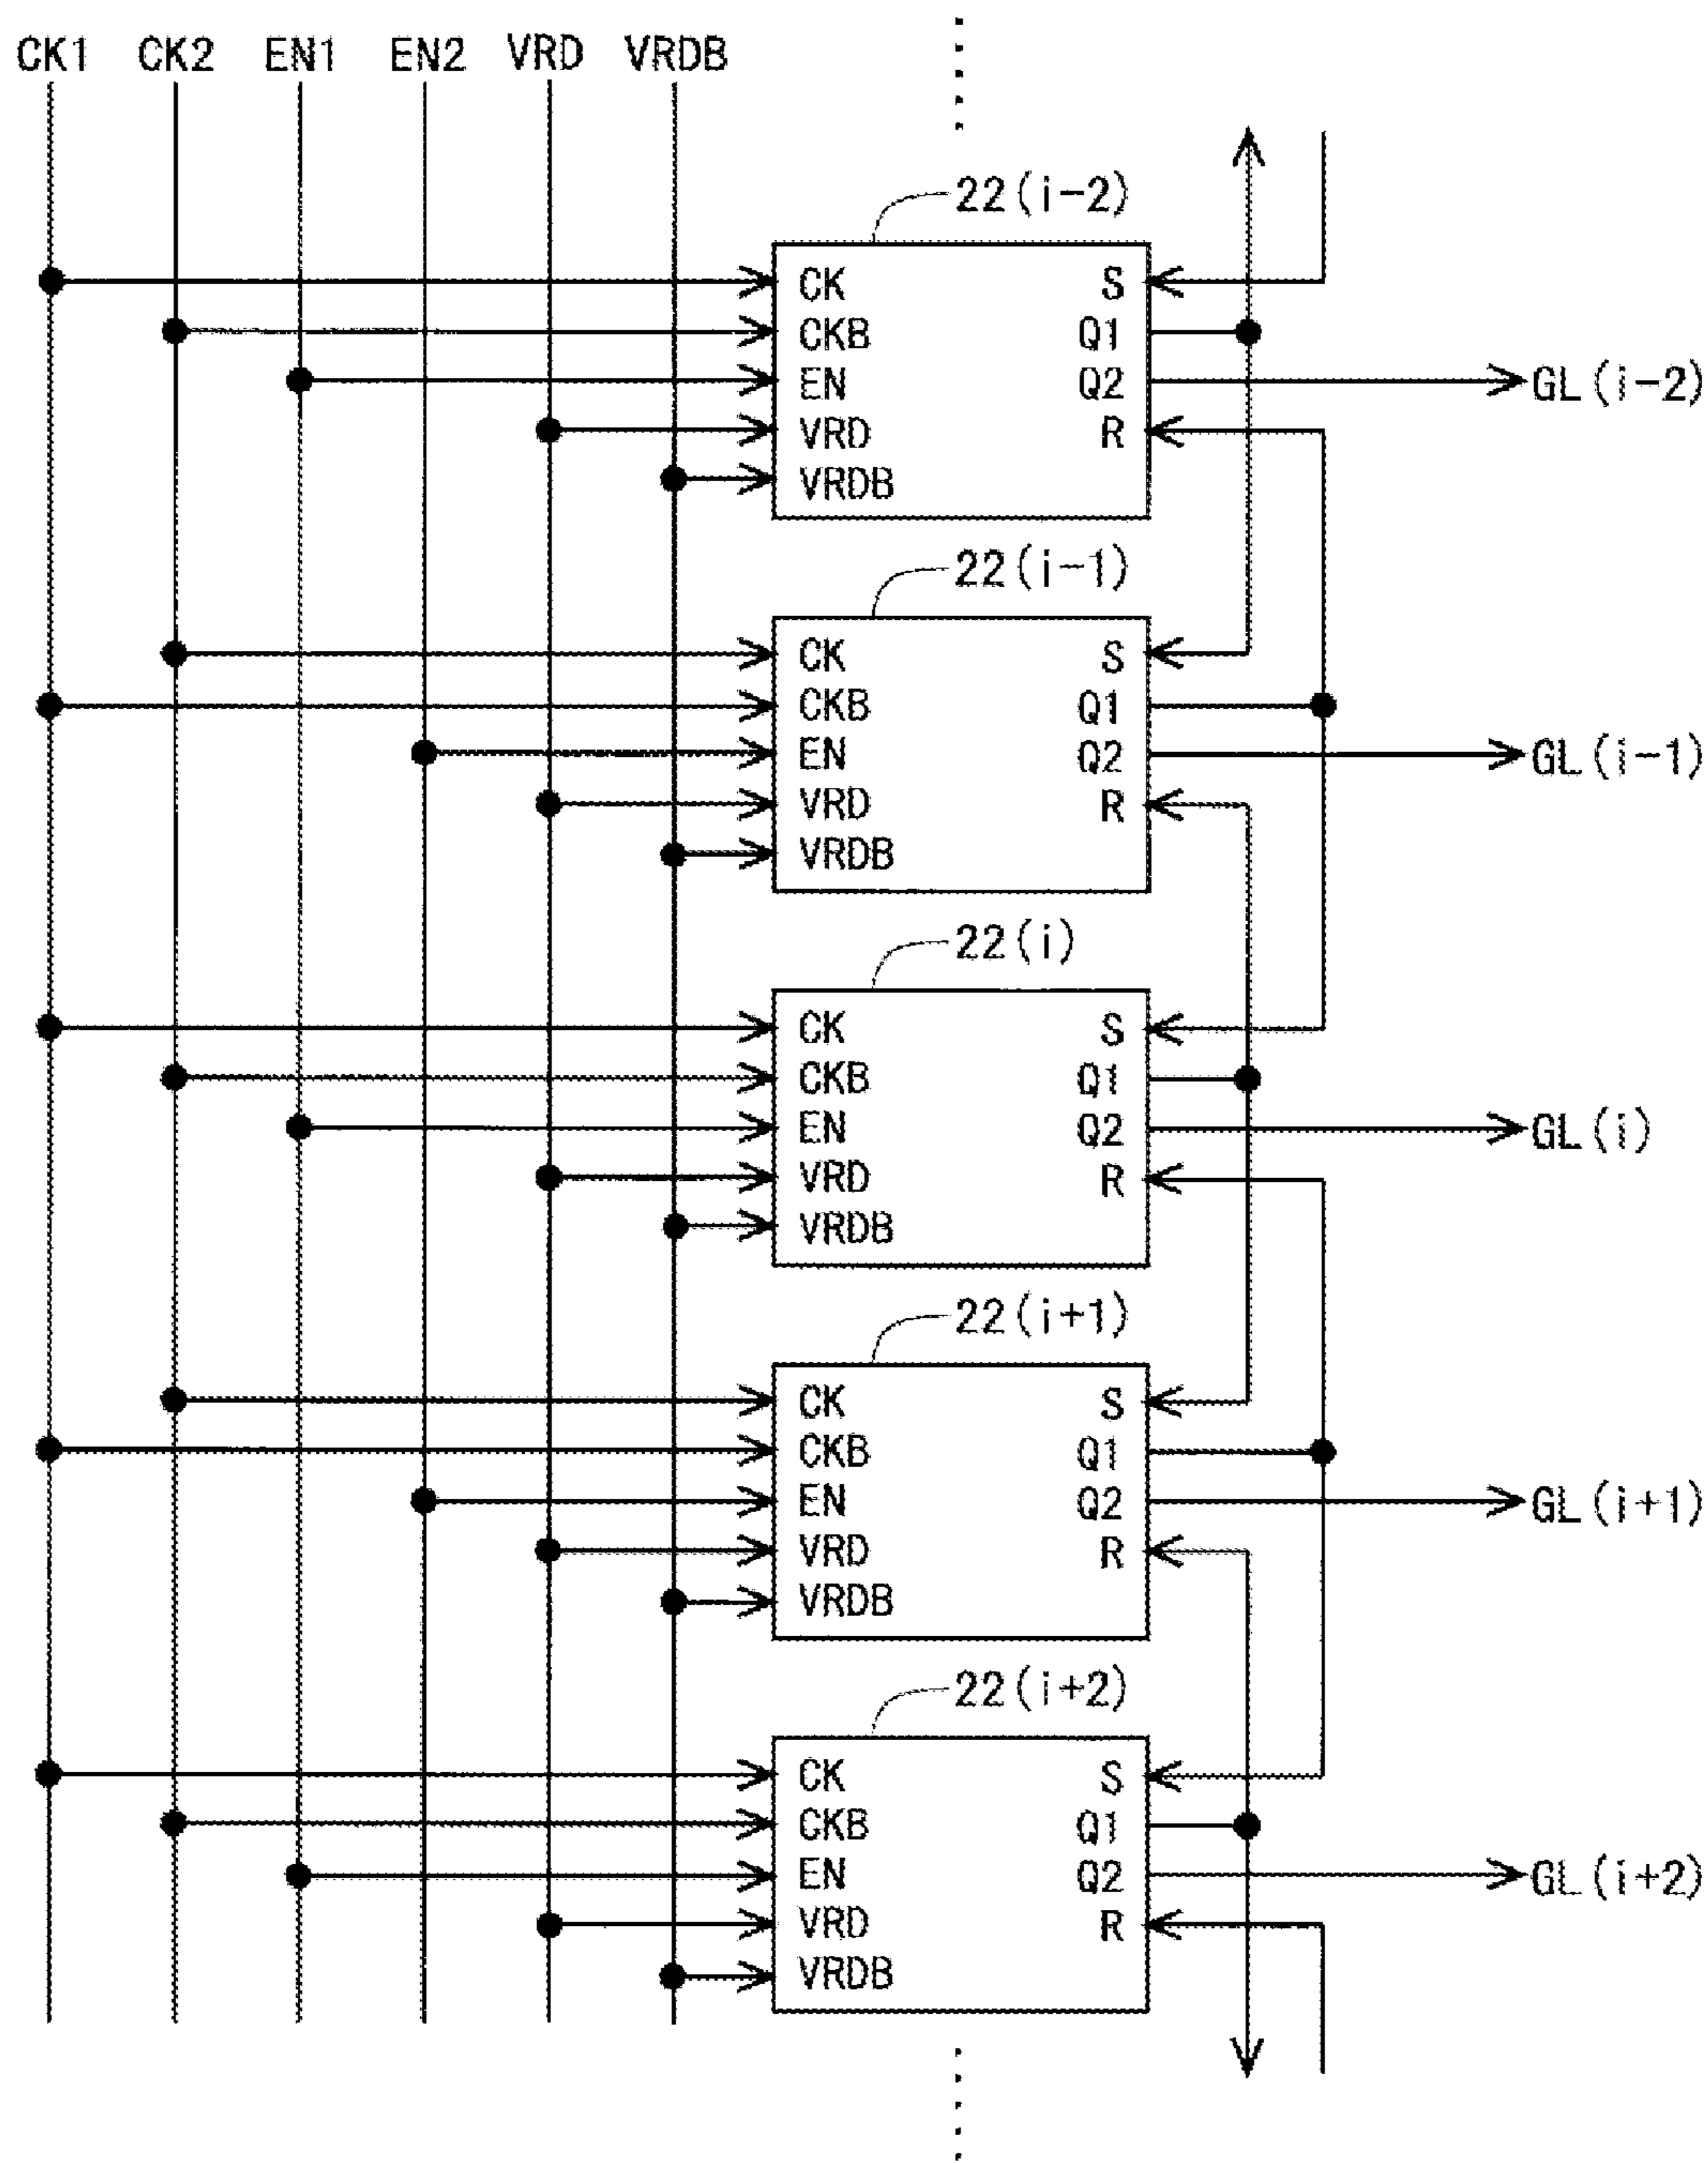 CK1 CK2 EN1 EN2 VRD VRDB
22(i-2)
CK S
CKB Q1
EN Q2 GL(i-2)
VRD R
VRDB
22(i-1)
CK S
CKB Q1
EN Q2 GL(i-1)
VRD R
VRDB
22(i)
CK S
CKB Q1
EN Q2 GL(i)
VRD R
VRDB
22(i+1)
CK S
CKB Q1
EN Q2 GL(i+1)
VRD R
VRDB
22(i+2)
CK S
CKB Q1
EN Q2 GL(i+2)
VRD R
VRDB